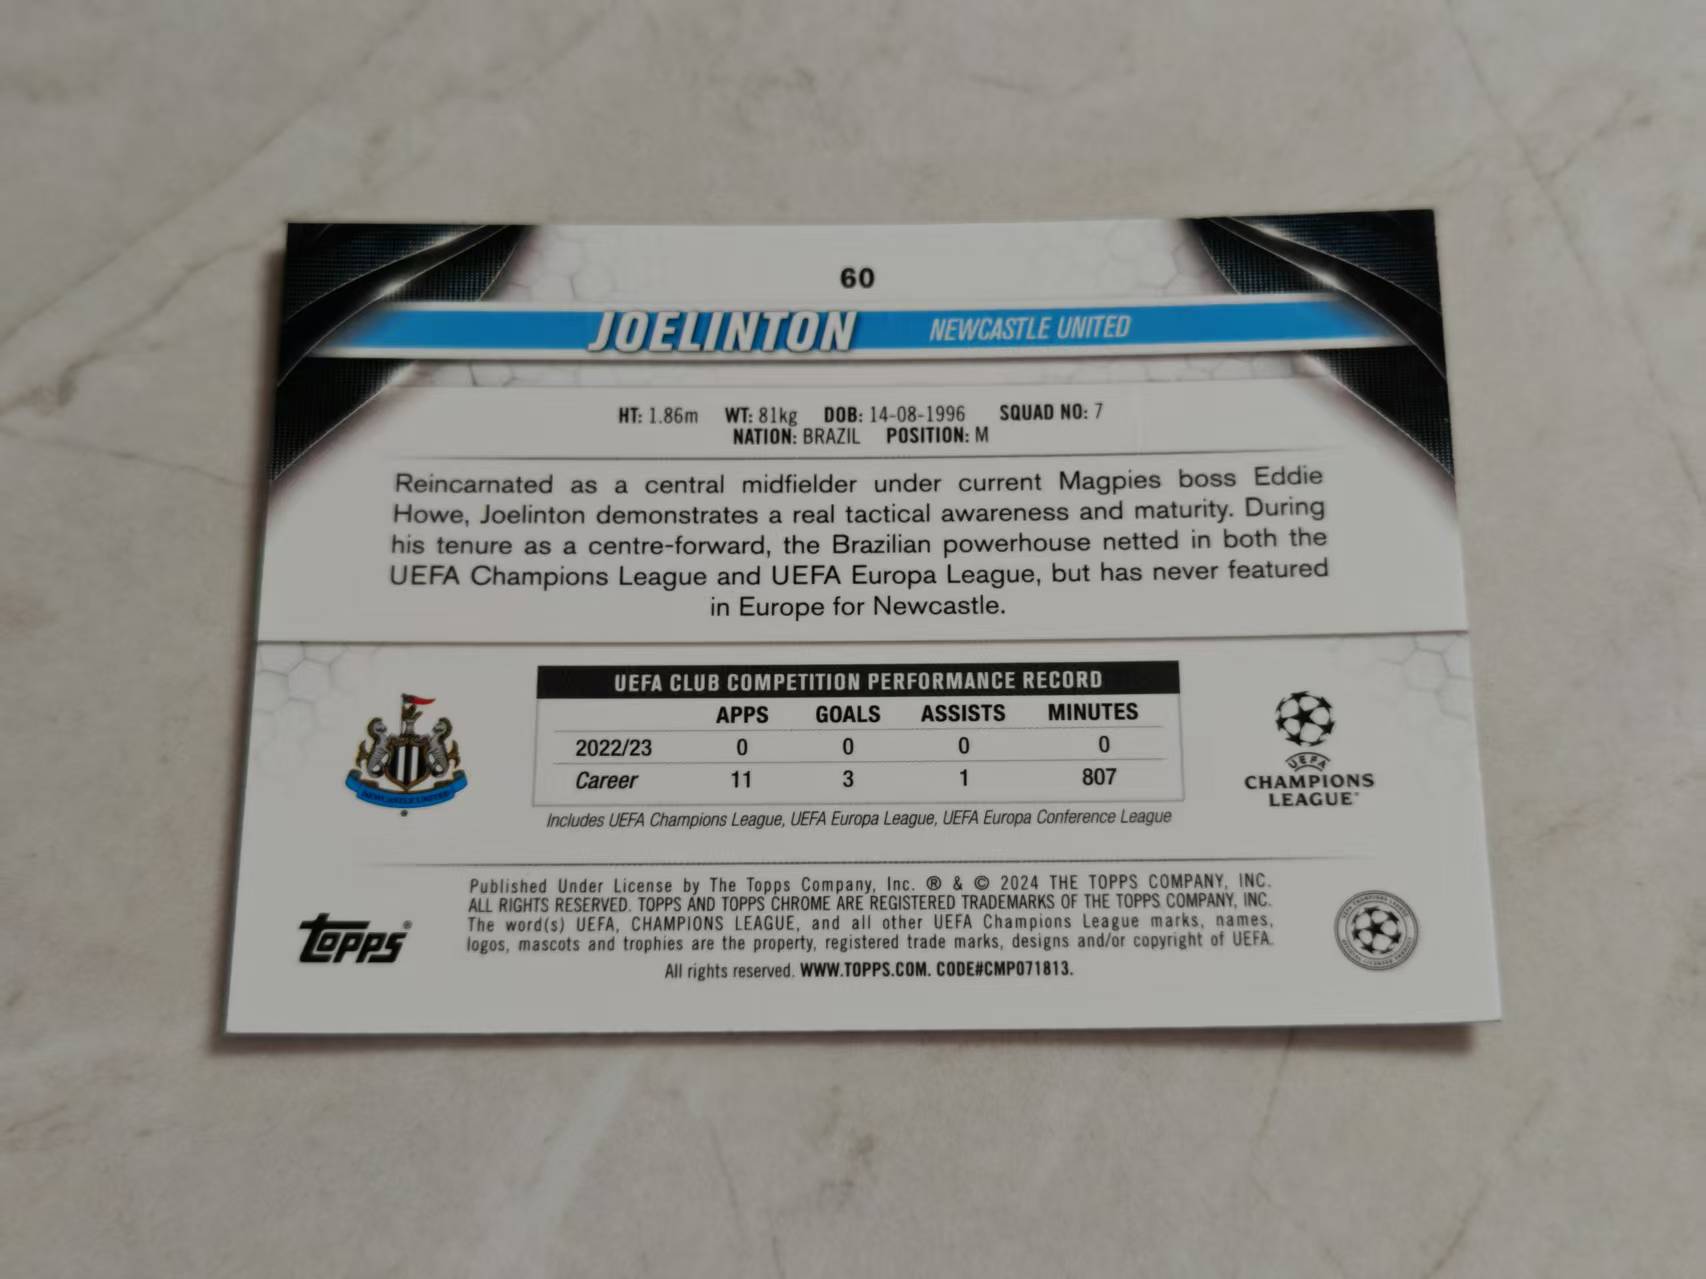 60
JOELINTON NEWCASTLE UNITED
HT: 1.86m WT: 81kg DOB: 14-08-1996 SQUAD NO: 7
NATION: BRAZIL POSITION: M
Reincarnated as a central midfielder under current Magpies boss Eddie
Howe, Joelinton demonstrates a real tactical awareness and maturity. During
his tenure as a centre-forward, the Brazilian powerhouse netted in both the
UEFA Champions League and UEFA Europa League, but has never featured
in Europe for Newcastle.
UEFA CLUB COMPETITION PERFORMANCE RECORD
APPS GOALS ASSISTS MINUTES
2022/23 0 0 0 0
Career 11 3 1 807
Includes UEFA Champions League, UEFA Europa League, UEFA Europa Conference League
NEWCASTLE UNITED
UEFA
CHAMPIONS
LEAGUE
Published Under License by The Topps Company, Inc. ® & © 2024 THE TOPPS COMPANY, INC.
ALL RIGHTS RESERVED. TOPPS AND TOPPS CHROME ARE REGISTERED TRADEMARKS OF THE TOPPS COMPANY, INC.
The word(s) UEFA, CHAMPIONS LEAGUE, and all other UEFA Champions League marks, names,
logos, mascots and trophies are the property, registered trade marks, designs and/or copyright of UEFA.
All rights reserved. WWW.TOPPS.COM. CODE#CMP071813.
topps®